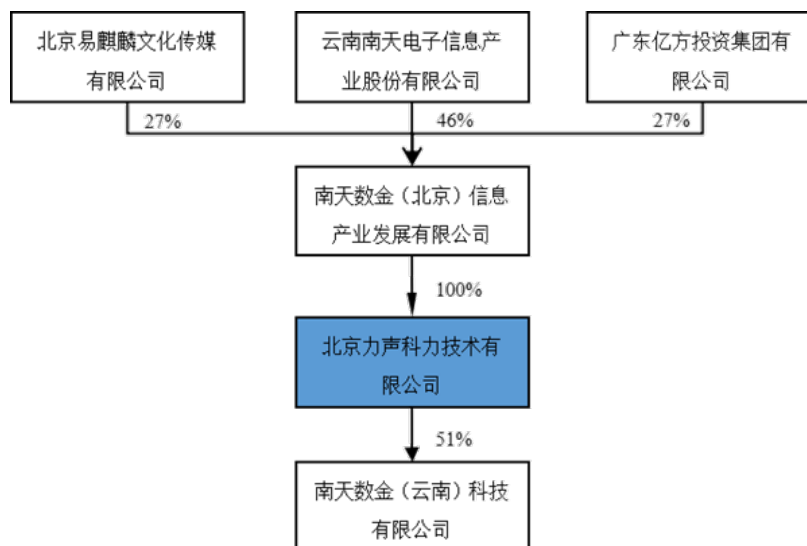 北京易麒麟文化传媒
有限公司
云南南天电子信息产
业股份有限公司
广东亿方投资集团有
限公司
27%
46%
27%
南天数金（北京）信息
产业发展有限公司
100%
北京力声科力技术有
限公司
51%
南天数金（云南）科技
有限公司